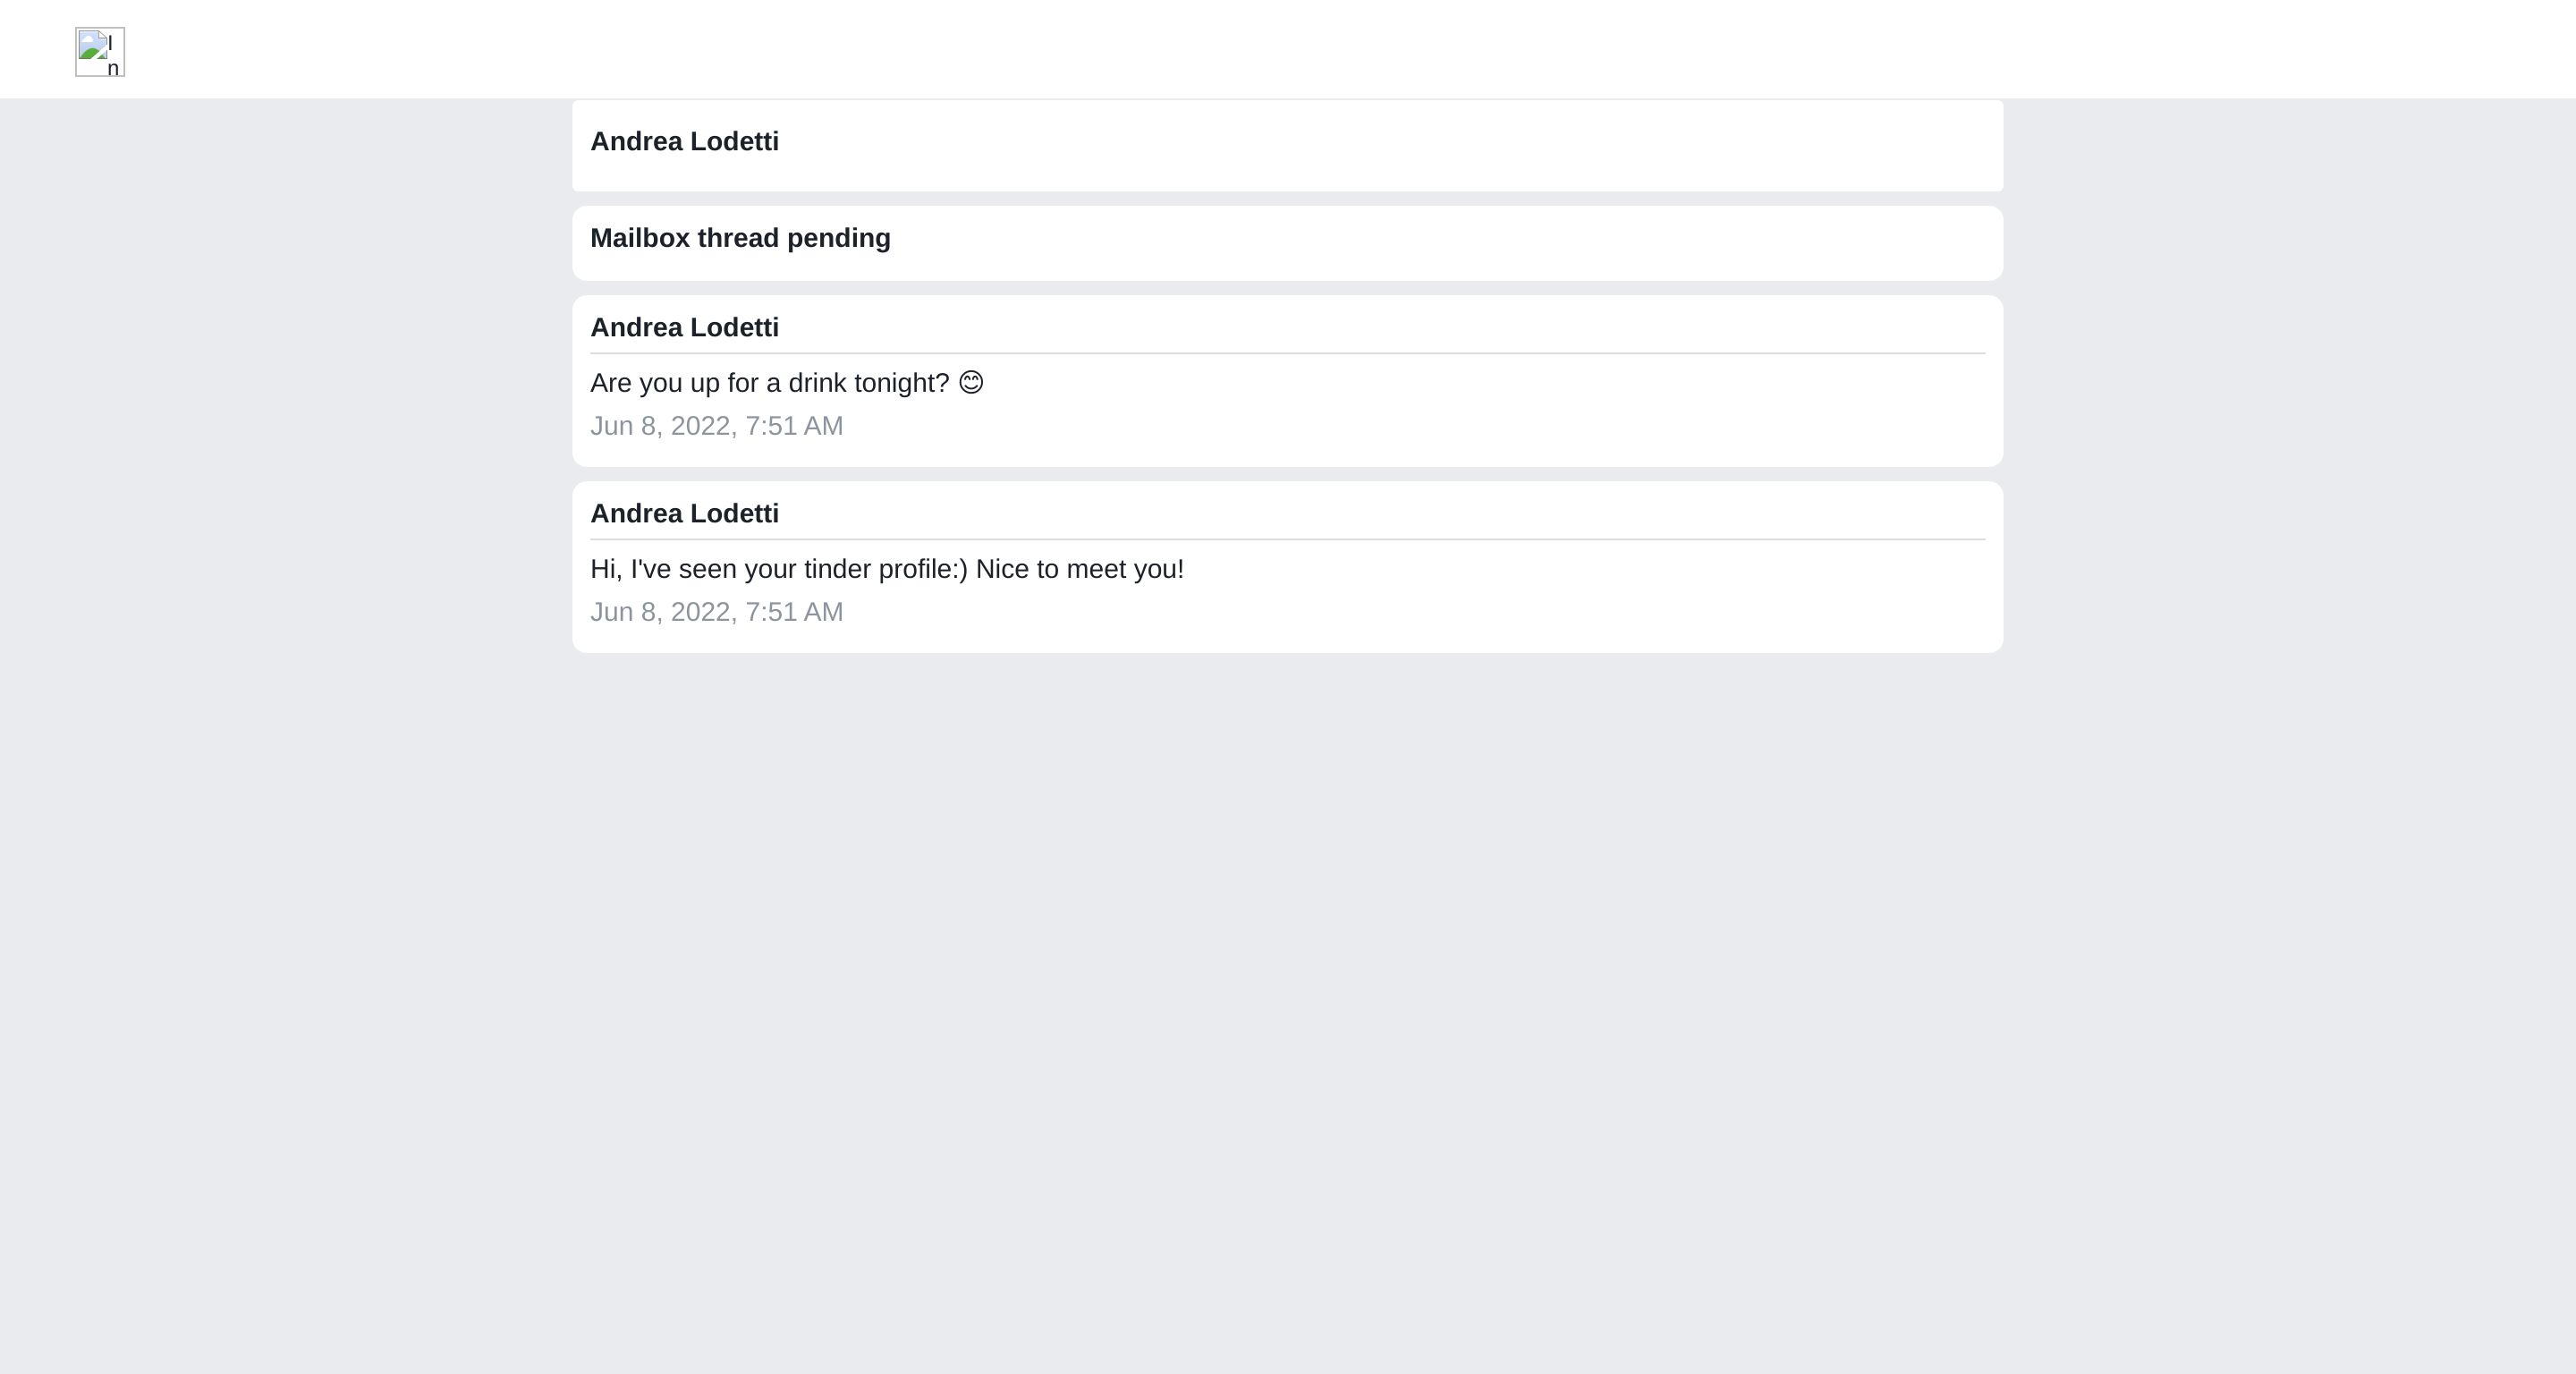 In
Andrea Lodetti
Mailbox thread pending
Andrea Lodetti
Are you up for a drink tonight? 😊
Jun 8, 2022, 7:51 AM
Andrea Lodetti
Hi, I've seen your tinder profile:) Nice to meet you!
Jun 8, 2022, 7:51 AM